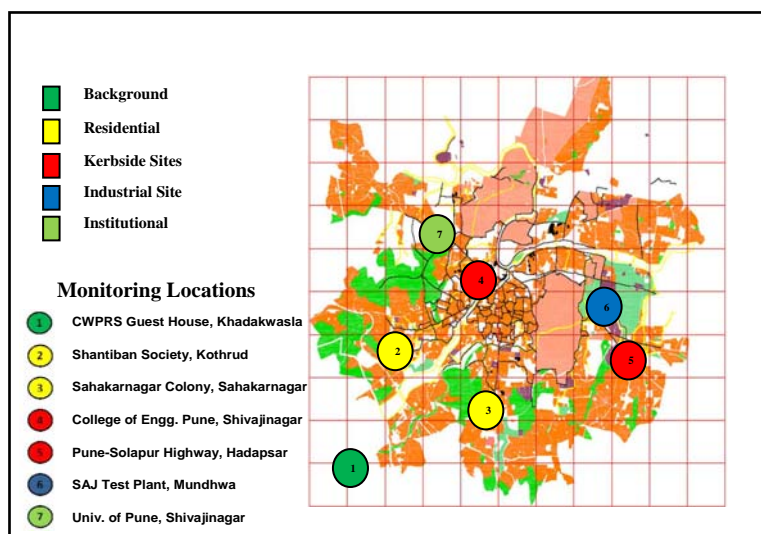 Background
Residential
Kerbside Sites
Industrial Site
Institutional
Monitoring Locations
1 CWPRS Guest House, Khadakwasla
2 Shantiban Society, Kothrud
3 Sahakarnagar Colony, Sahakarnagar
4 College of Engg. Pune, Shivajinagar
5 Pune-Solapur Highway, Hadapsar
6 SAJ Test Plant, Mundhwa
7 Univ. of Pune, Shivajinagar
7
4
6
2
5
3
1